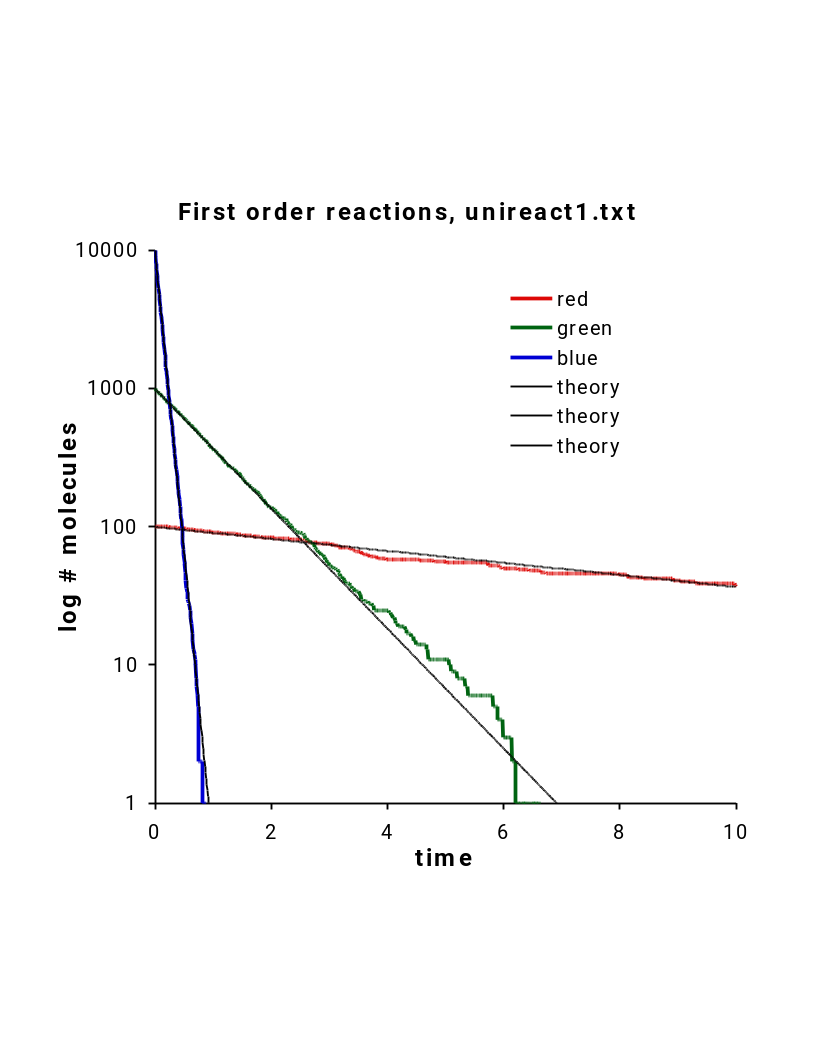 First order reactions, unireact1.txt
10000
1000
100
10
1
log # molecules
red
green
blue
theory
theory
theory
0 2 4 6 8 10
time